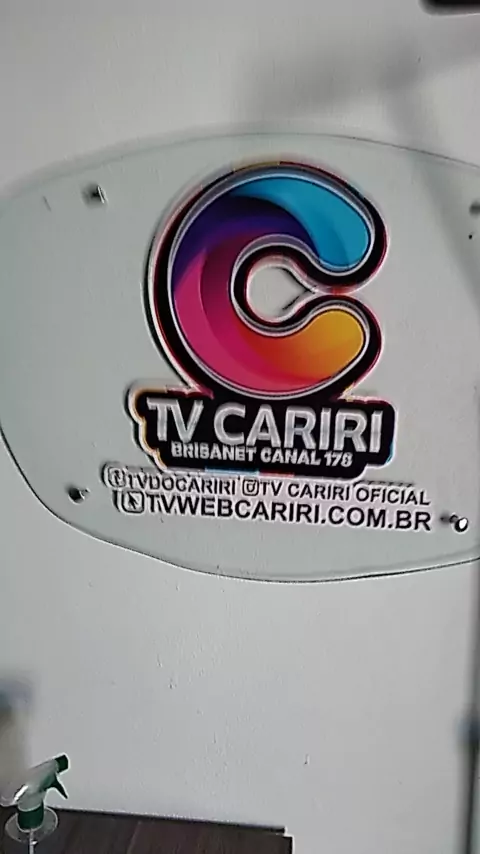 TV CARIRI
BRISANET CANAL 178
TVDOCARIRI TV CARIRI OFICIAL
TVWEBCARIRI.COM.BR